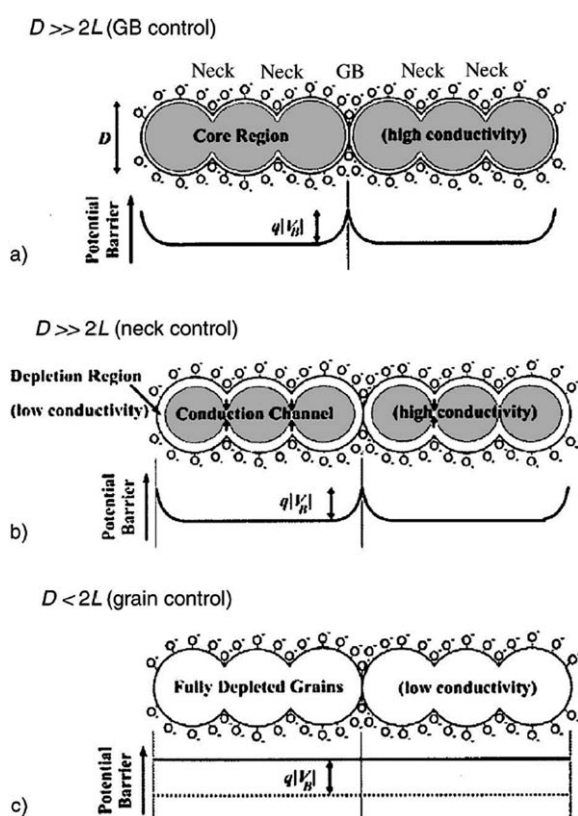 D >> 2L (GB control)
Neck Neck GB Neck Neck
D
Core Region (high conductivity)
Potential
Barrier
q|V_B|
a)
D >> 2L (neck control)
Depletion Region
(low conductivity)
Conduction Channel (high conductivity)
Potential
Barrier
q|V_B|
b)
D < 2L (grain control)
Fully Depleted Grains (low conductivity)
Potential
Barrier
q|V_B|
c)